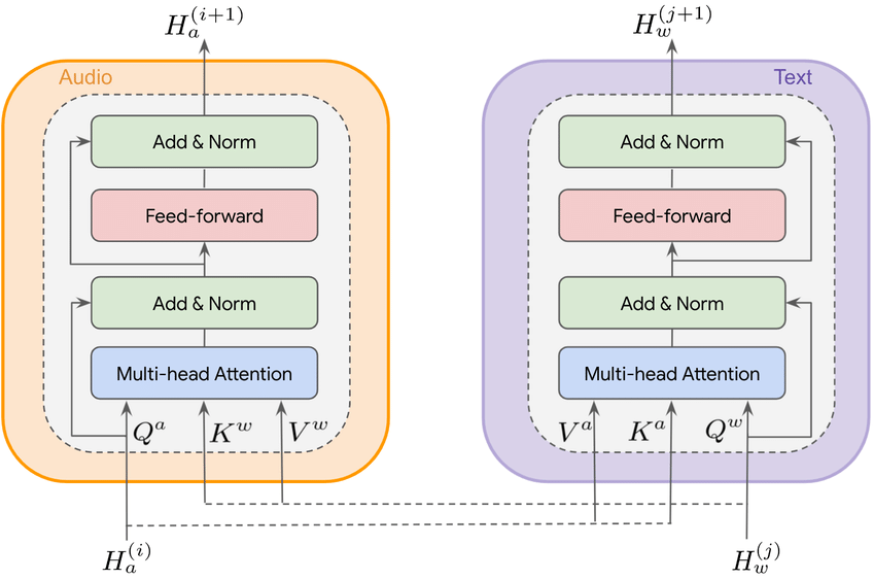 H_a^{(i+1)}
H_w^{(j+1)}
Audio
Text
Add & Norm
Add & Norm
Feed-forward
Feed-forward
Add & Norm
Add & Norm
Multi-head Attention
Multi-head Attention
Q^a K^w V^w
V^a K^a Q^w
H_a^{(i)}
H_w^{(j)}